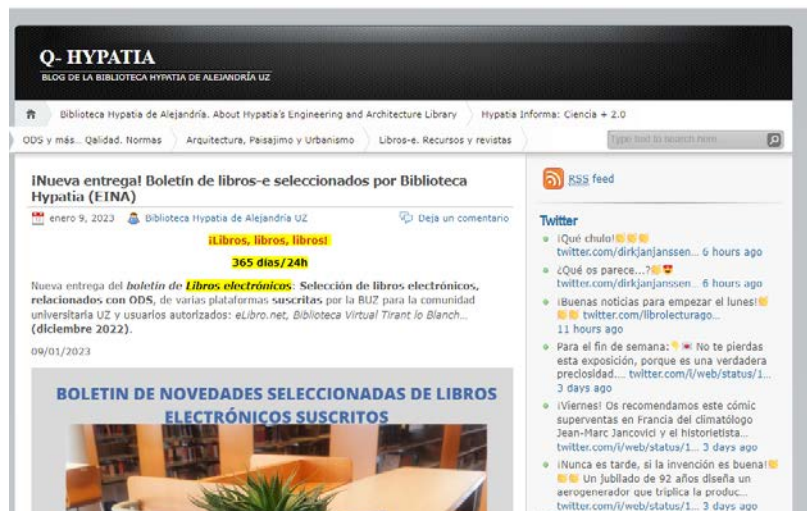 Q- HYPATIA
BLOG DE LA BIBLIOTECA HYPATIA DE ALEJANDRÍA UZ
Biblioteca Hypatia de Alejandría. About Hypatia's Engineering and Architecture Library
Hypatia Informa: Ciencia + 2.0
ODS y más... Qalidad. Normas
Arquitectura, Paisajimo y Urbanismo
Libros-e. Recursos y revistas
Type text to search here...
¡Nueva entrega! Boletín de libros-e seleccionados por Biblioteca
Hypatia (EINA)
enero 9, 2023
Biblioteca Hypatia de Alejandría UZ
Deja un comentario
¡Libros, libros, libros!
365 días/24h
Nueva entrega del boletín de Libros electrónicos: Selección de libros electrónicos,
relacionados con ODS, de varias plataformas suscritas por la BUZ para la comunidad
universitaria UZ y usuarios autorizados: eLibro.net, Biblioteca Virtual Tirant lo Blanch...
(diciembre 2022).
09/01/2023
BOLETIN DE NOVEDADES SELECCIONADAS DE LIBROS
ELECTRÓNICOS SUSCRITOS
RSS feed
Twitter
¡Qué chulo!👏👏👏
twitter.com/dirkjanjanssen... 6 hours ago
¿Qué os parece...?👏😍
twitter.com/dirkjanjanssen... 6 hours ago
¡Buenas noticias para empezar el lunes!👏
👏👏 twitter.com/librolecturago...
11 hours ago
Para el fin de semana:👇💌 No te pierdas
esta exposición, porque es una verdadera
preciosidad.... twitter.com/i/web/status/1...
3 days ago
¡Viernes! Os recomendamos este cómic
superventas en Francia del climatólogo
Jean-Marc Jancovici y el historietista...
twitter.com/i/web/status/1... 3 days ago
¡Nunca es tarde, si la invención es buena!👏
👏👏 Un jubilado de 92 años diseña un
aerogenerador que triplica la produc...
twitter.com/i/web/status/1... 3 days ago